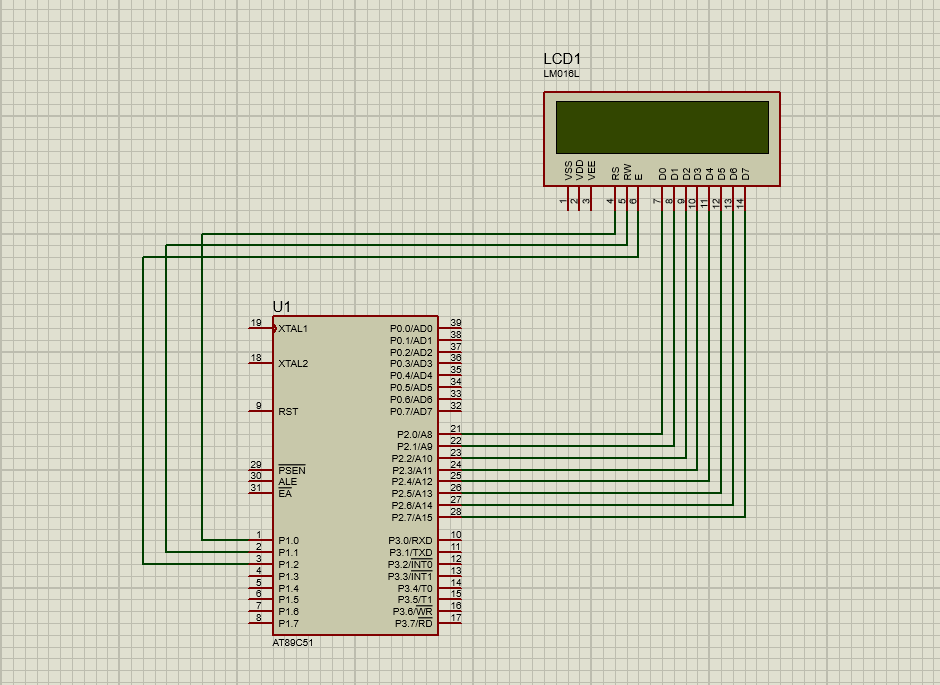 LCD1
LM016L
VSS VDD VEE RS RW E D0 D1 D2 D3 D4 D5 D6 D7
1 2 3 4 5 6 7 8 9 10 11 12 13 14
U1
19 XTAL1 P0.0/AD0 39
P0.1/AD1 38
P0.2/AD2 37
18 XTAL2 P0.3/AD3 36
P0.4/AD4 35
P0.5/AD5 34
P0.6/AD6 33
9 RST P0.7/AD7 32
P2.0/A8 21
P2.1/A9 22
P2.2/A10 23
29 PSEN P2.3/A11 24
30 ALE P2.4/A12 25
31 EA P2.5/A13 26
P2.6/A14 27
P2.7/A15 28
1 P1.0 P3.0/RXD 10
2 P1.1 P3.1/TXD 11
3 P1.2 P3.2/INT0 12
4 P1.3 P3.3/INT1 13
5 P1.4 P3.4/T0 14
6 P1.5 P3.5/T1 15
7 P1.6 P3.6/WR 16
8 P1.7 P3.7/RD 17
AT89C51